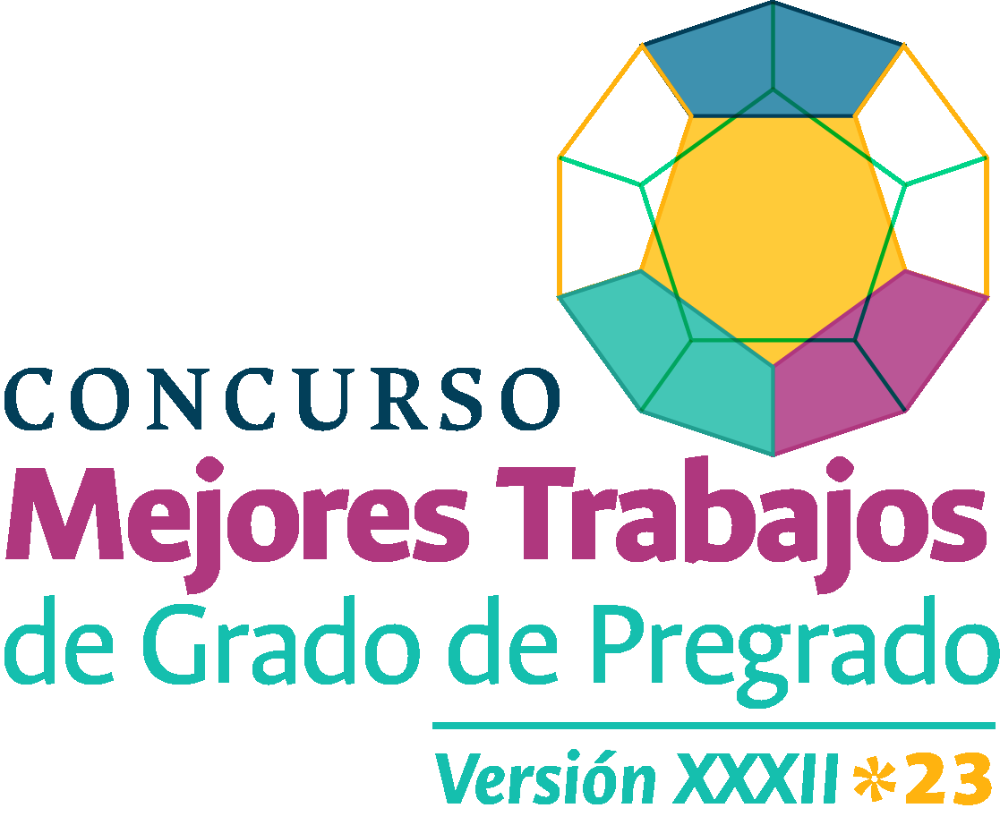 CONCURSO
Mejores Trabajos
de Grado de Pregrado
Versión XXXII *23